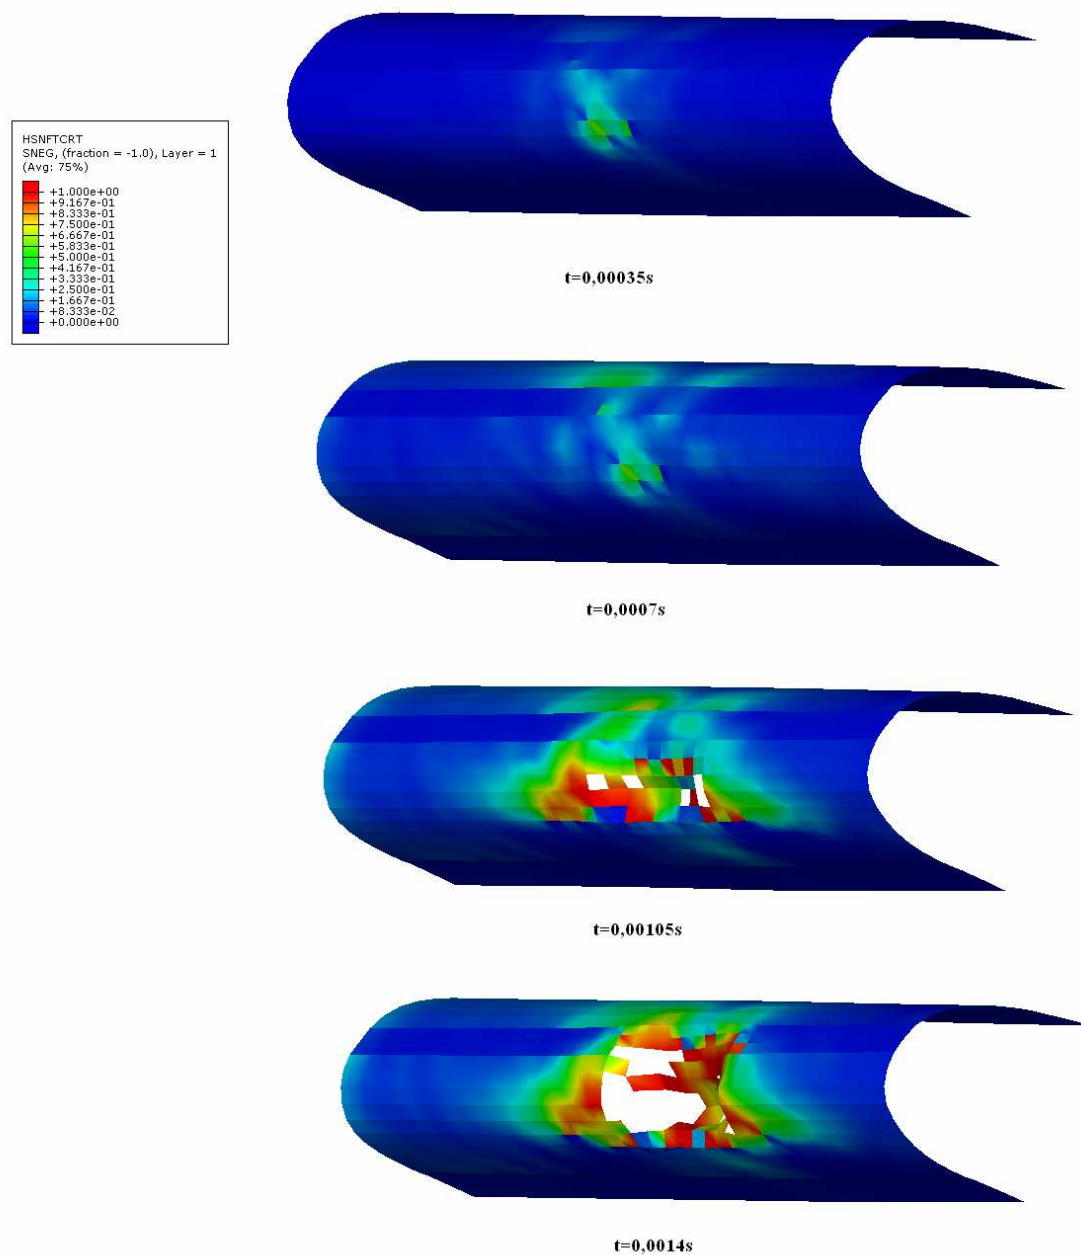 HSNFTCRT
SNEG, (fraction = -1.0), Layer = 1
(Avg: 75%)
+1.000e+00
+9.167e-01
+8.333e-01
+7.500e-01
+6.667e-01
+5.833e-01
+5.000e-01
+4.167e-01
+3.333e-01
+2.500e-01
+1.667e-01
+8.333e-02
+0.000e+00
t=0,00035s
t=0,0007s
t=0,00105s
t=0,0014s